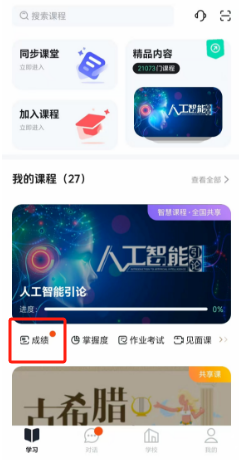 搜索课程
同步课堂
立即进入
精品内容
21073门课程
人工智能引论
加入课程
立即进入
我的课程（27）
查看全部 >
智慧课程·全国共享
人工智能引论
人工智能引论
进度：
0%
成绩
掌握度
作业考试
见面课
>>
共享课
古希腊
学习
对话
学校
我的